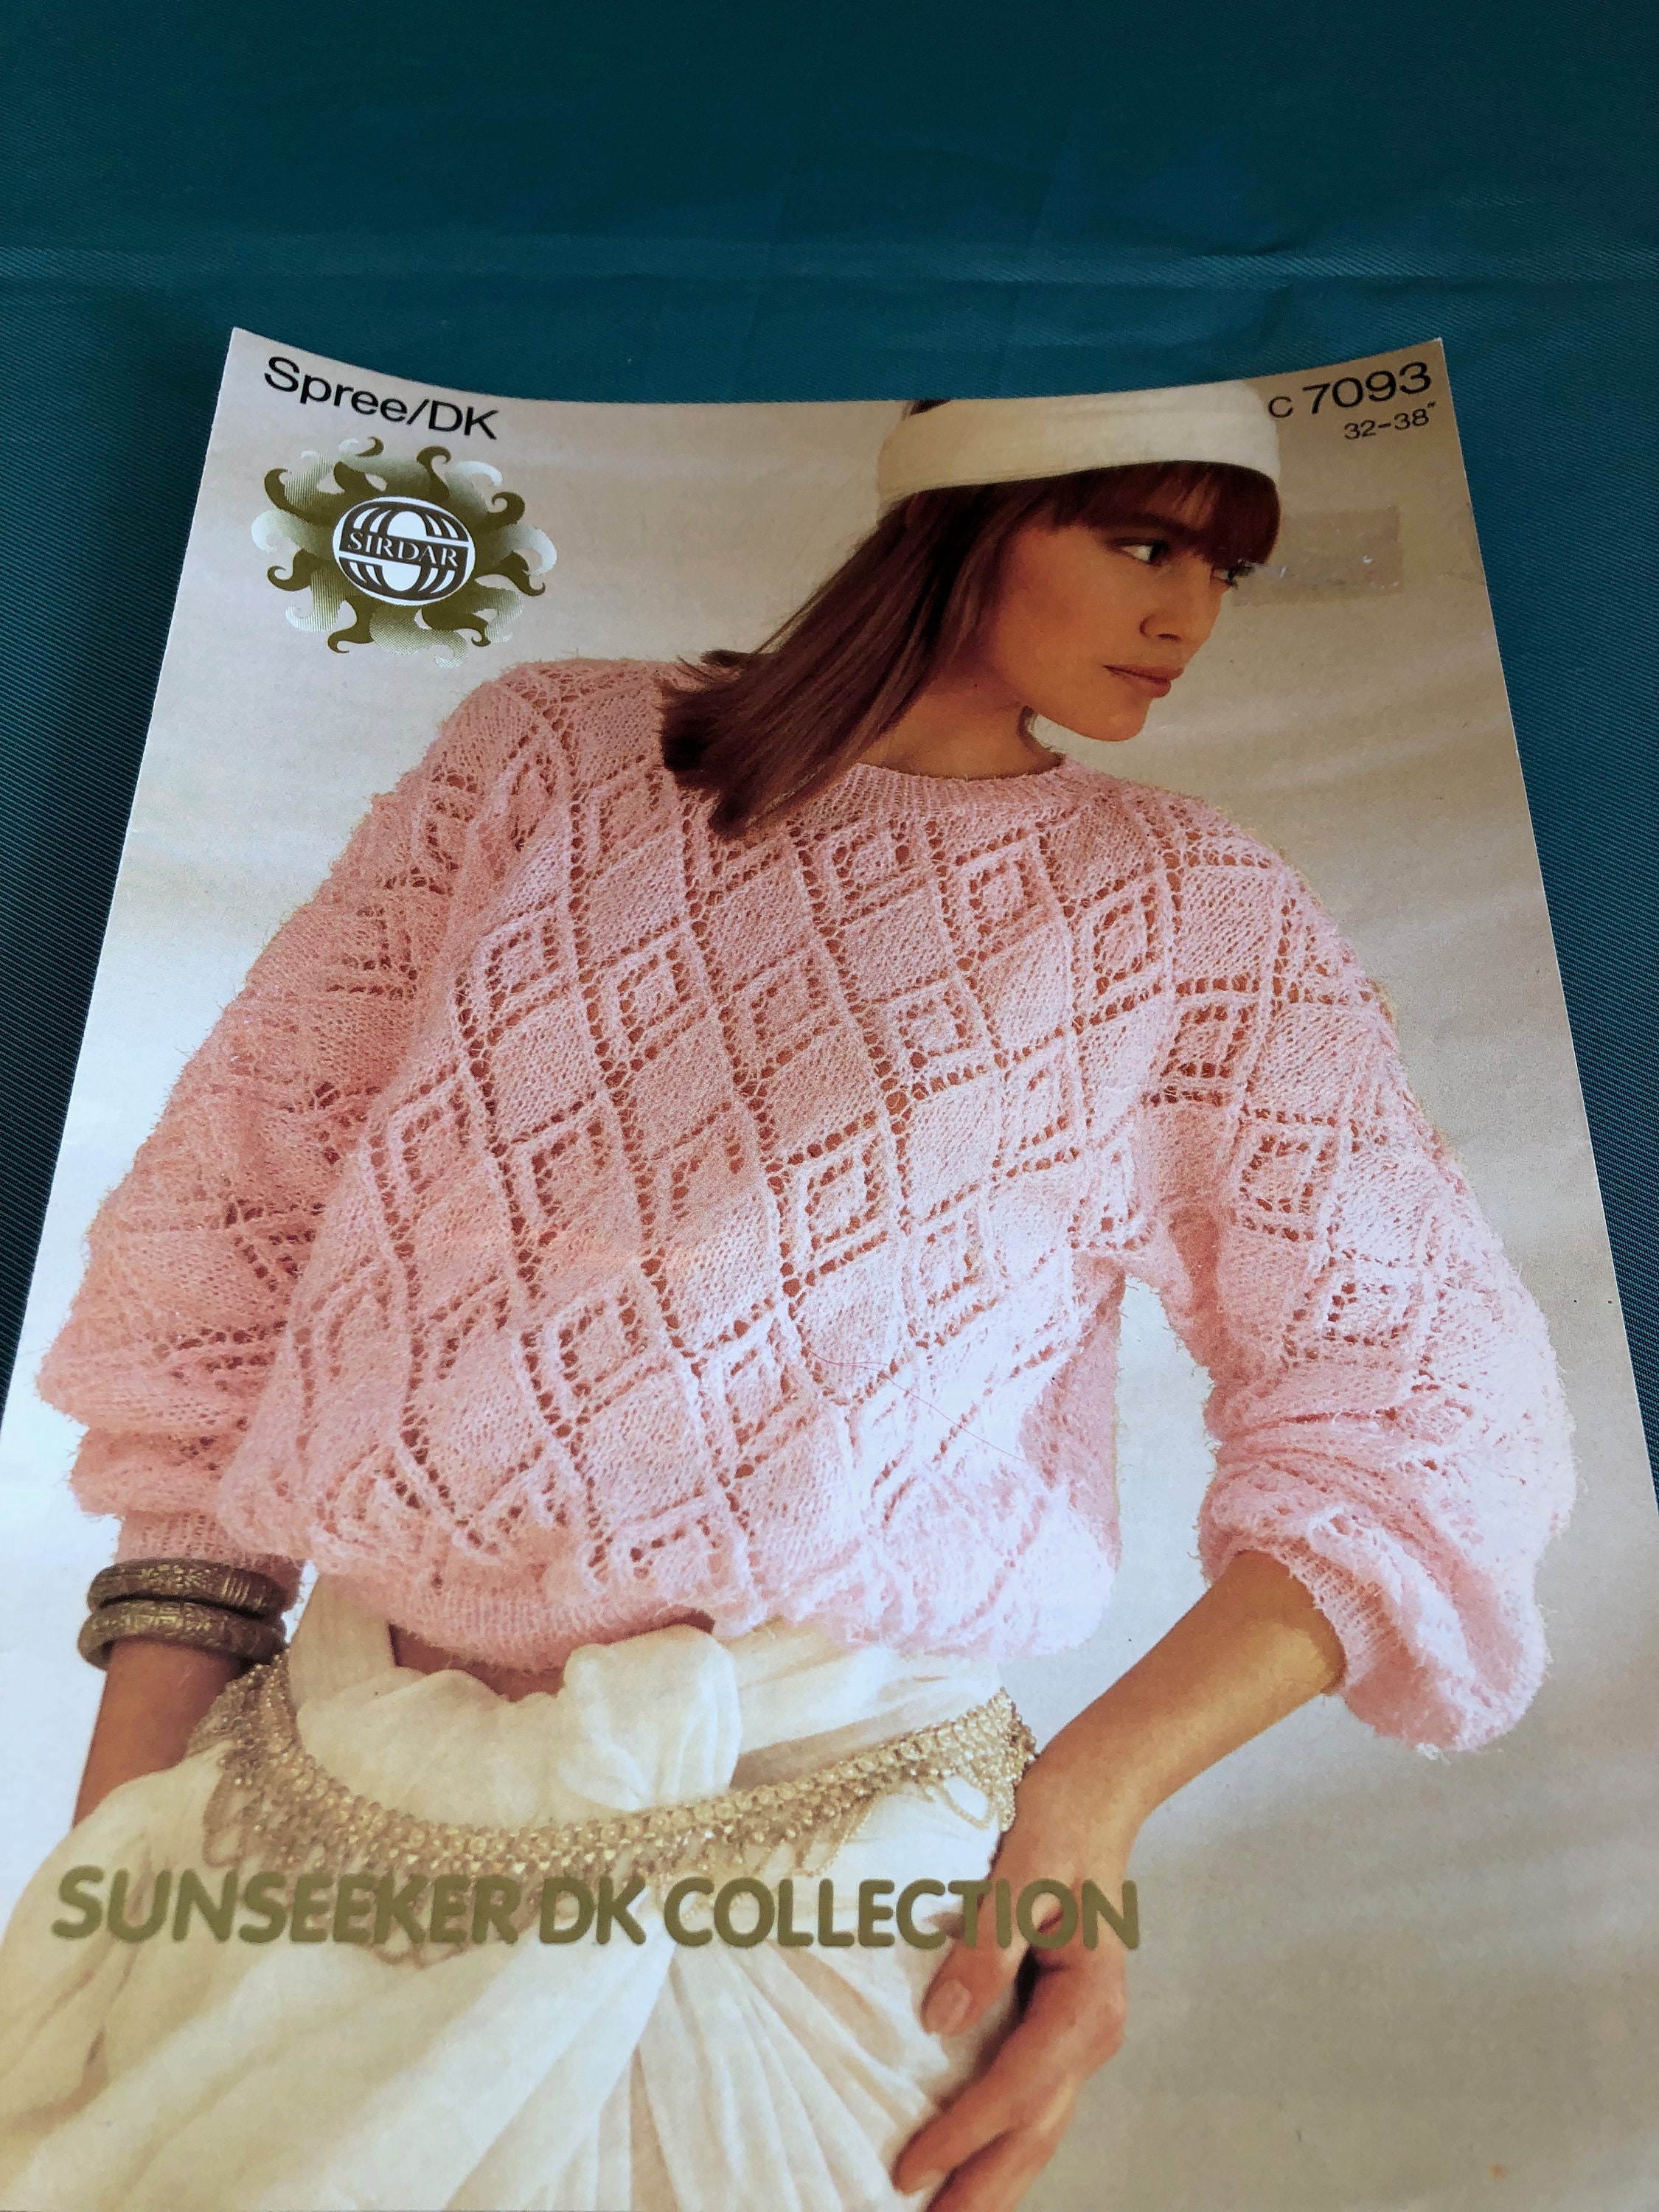 Spree/DK
C 7093
32-38"
SIRDAR
SUNSEEKER DK COLLECTION